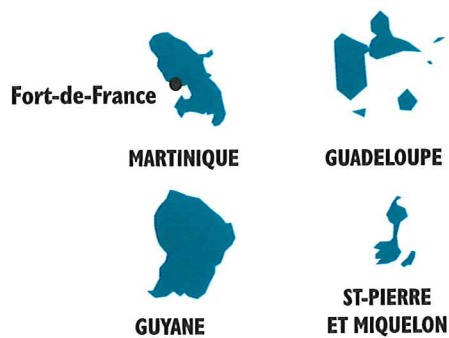 Fort-de-France
MARTINIQUE
GUADELOUPE
GUYANE
ST-PIERRE
ET MIQUELON